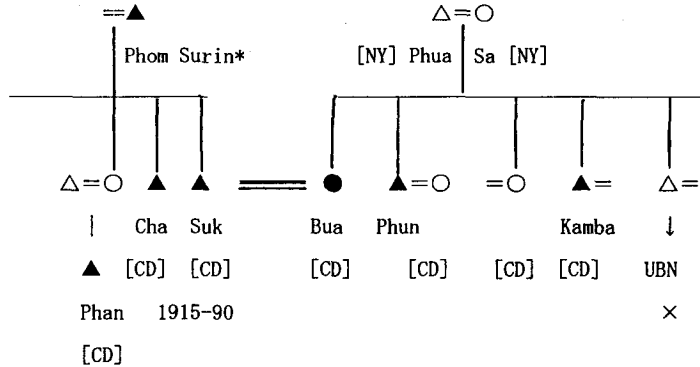 Phom Surin* [NY] Phua Sa [NY]
Cha Suk Bua Phun Kamba
[CD] [CD] [CD] [CD] [CD] [CD] UBN
Phan 1915-90
[CD]